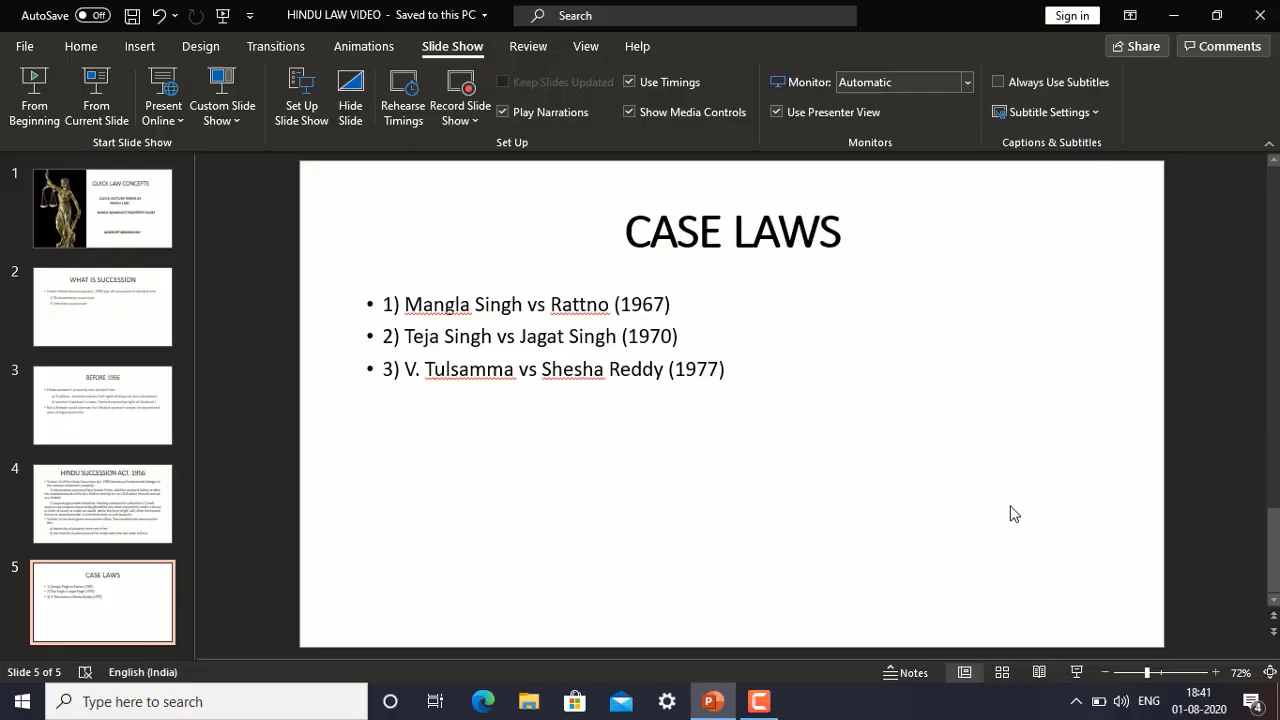 AutoSave Off HINDU LAW VIDEO - Saved to this PC Search Sign in
File Home Insert Design Transitions Animations Slide Show Review View Help Share Comments
From Beginning
From Current Slide
Present Online
Custom Slide Show
Set Up Slide Show
Hide Slide
Rehearse Timings
Record Slide Show
Keep Slides Updated
Play Narrations
Use Timings
Show Media Controls
Monitor: Automatic
Use Presenter View
Always Use Subtitles
Subtitle Settings
Start Slide Show Set Up Monitors Captions & Subtitles
1
QUICK LAW CONCEPTS
2
WHAT IS SUCCESSION
3
BEFORE 1956
4
HINDU SUCCESSION ACT, 1956
5
CASE LAWS
CASE LAWS
• 1) Mangla Singh vs Rattno (1967)
• 2) Teja Singh vs Jagat Singh (1970)
• 3) V. Tulsamma vs Shesha Reddy (1977)
Slide 5 of 5 English (India) Notes 72%
Type here to search ENG 18:41
01-08-2020 4